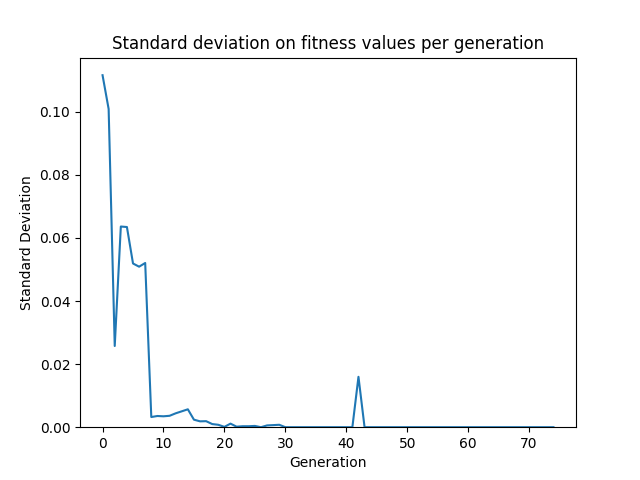 Standard deviation on fitness values per generation
0.10
0.08
0.06
0.04
0.02
0.00
Standard Deviation
0 10 20 30 40 50 60 70
Generation